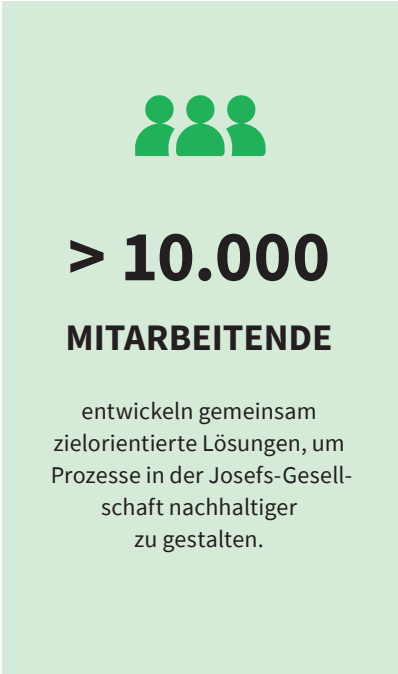 > 10.000
MITARBEITENDE
entwickeln gemeinsam
zielorientierte Lösungen, um
Prozesse in der Josefs-Gesell-
schaft nachhaltiger
zu gestalten.